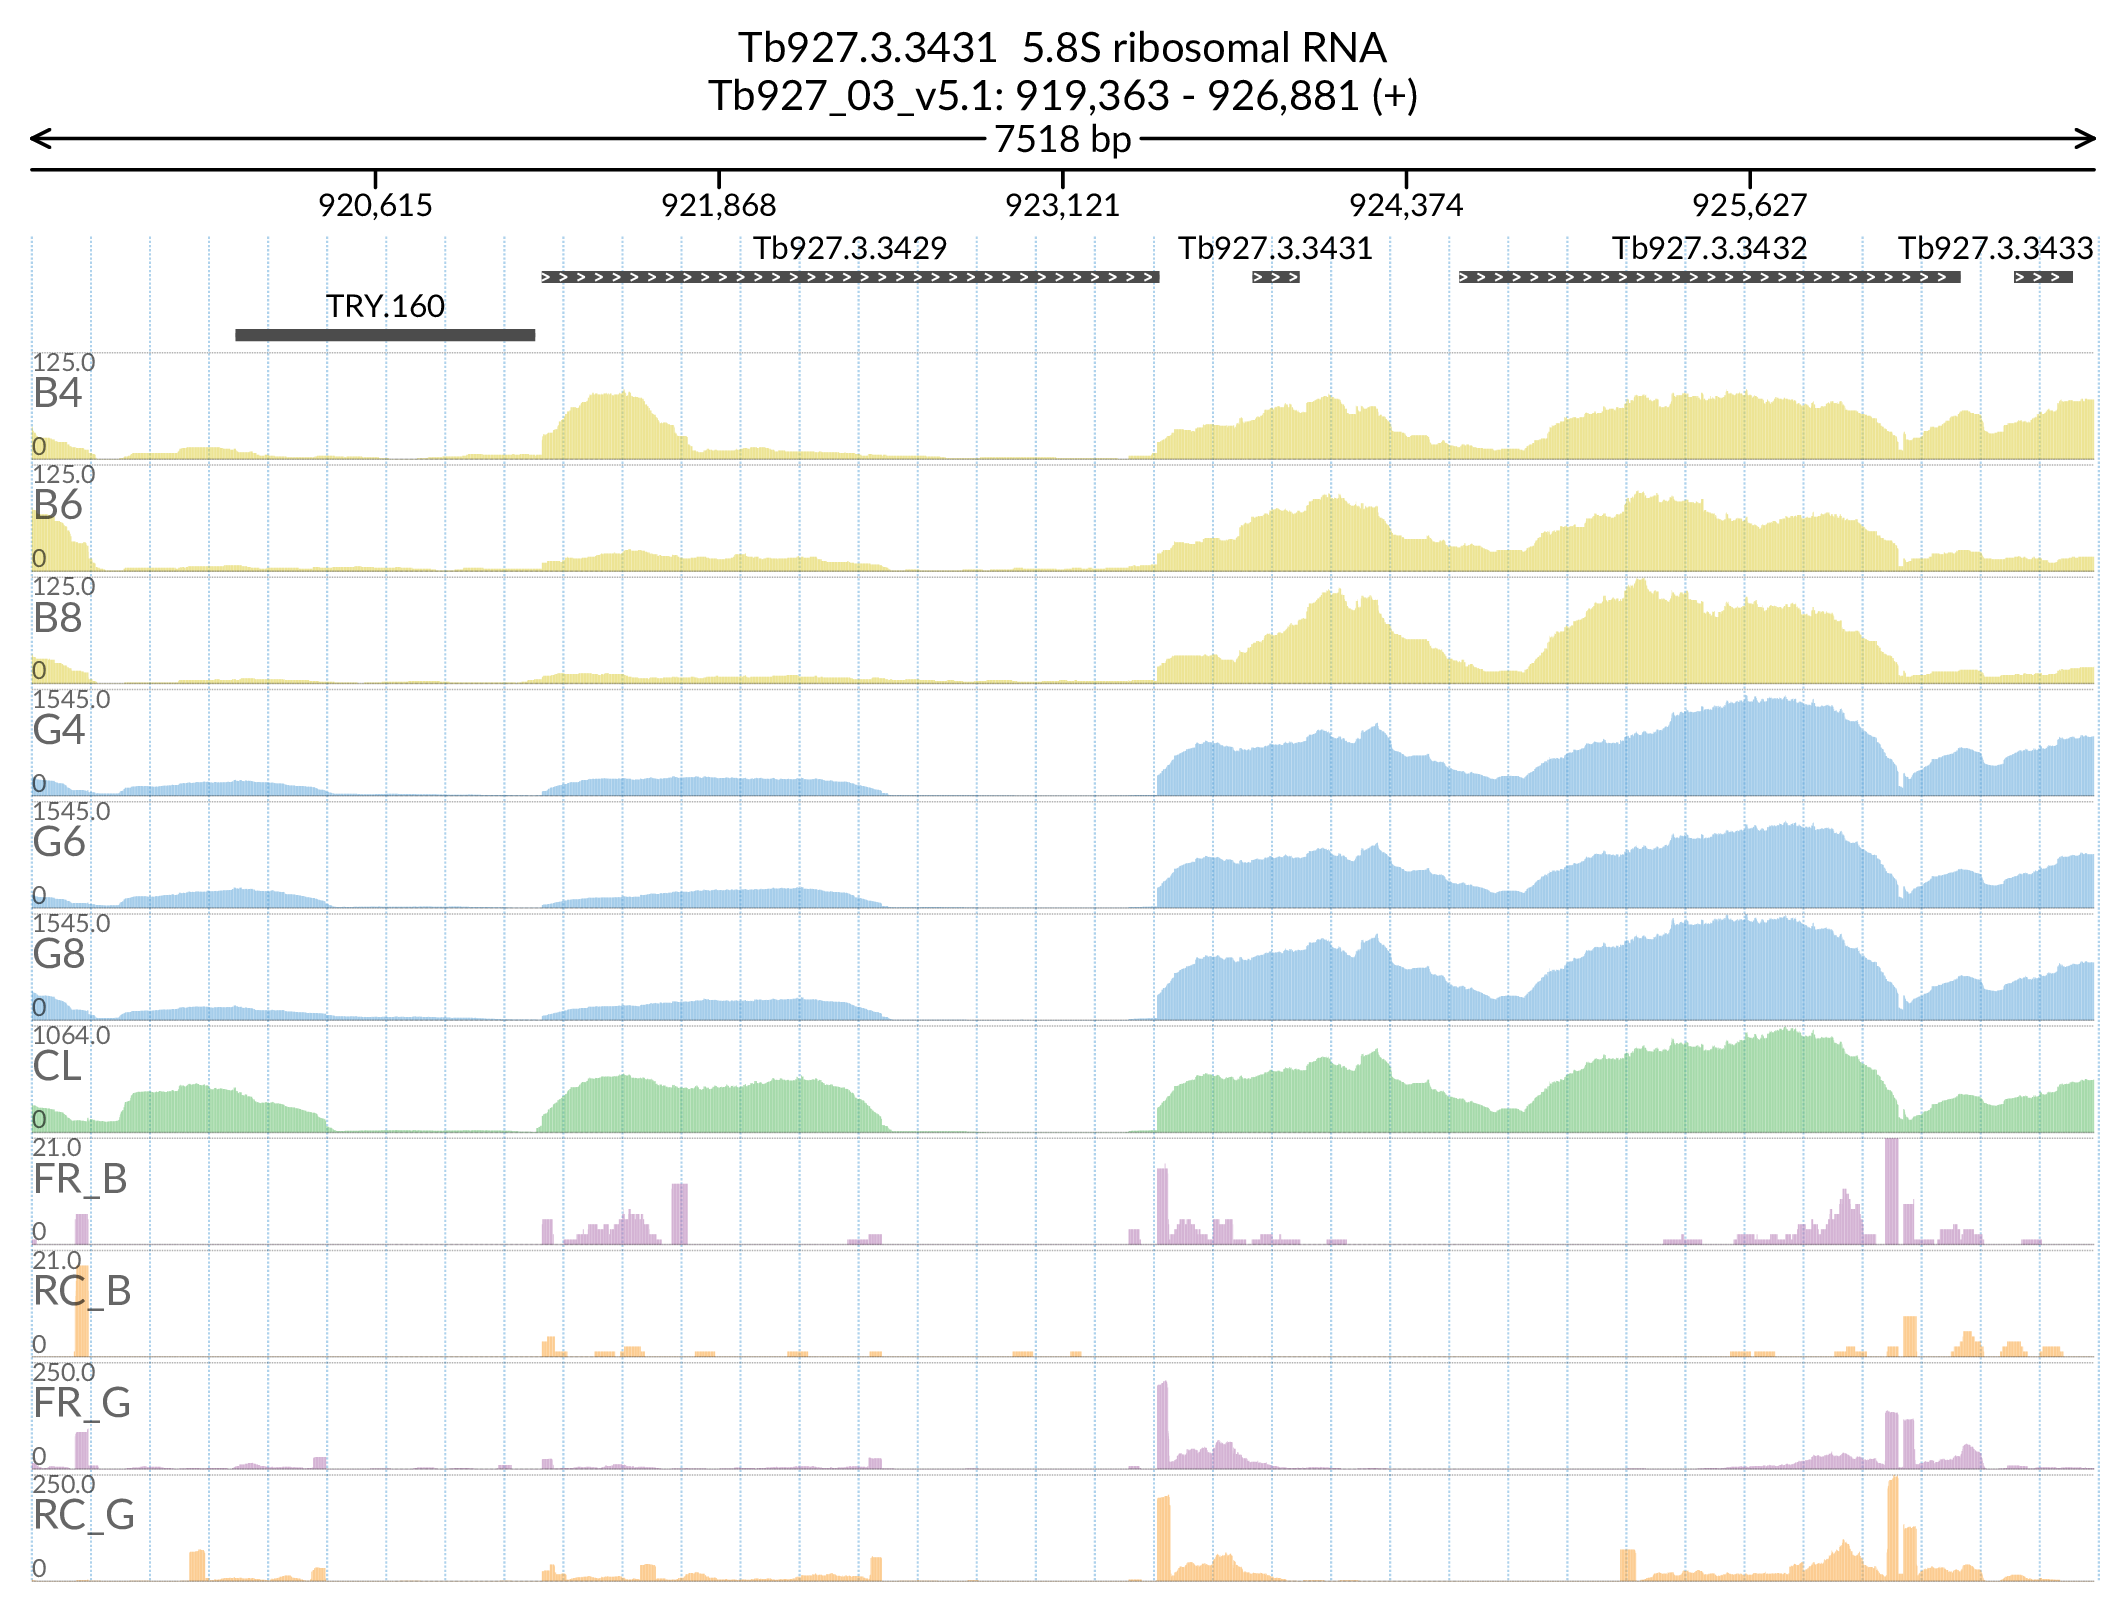 Tb927.3.3431  5.8S ribosomal RNA
Tb927_03_v5.1: 919,363 - 926,881 (+)
7518 bp
920,615 921,868 923,121 924,374 925,627
Tb927.3.3429 Tb927.3.3431 Tb927.3.3432 Tb927.3.3433
TRY.160
125.0
B4
0
125.0
B6
0
125.0
B8
0
1545.0
G4
0
1545.0
G6
0
1545.0
G8
0
1064.0
CL
0
21.0
FR_B
0
21.0
RC_B
0
250.0
FR_G
0
250.0
RC_G
0